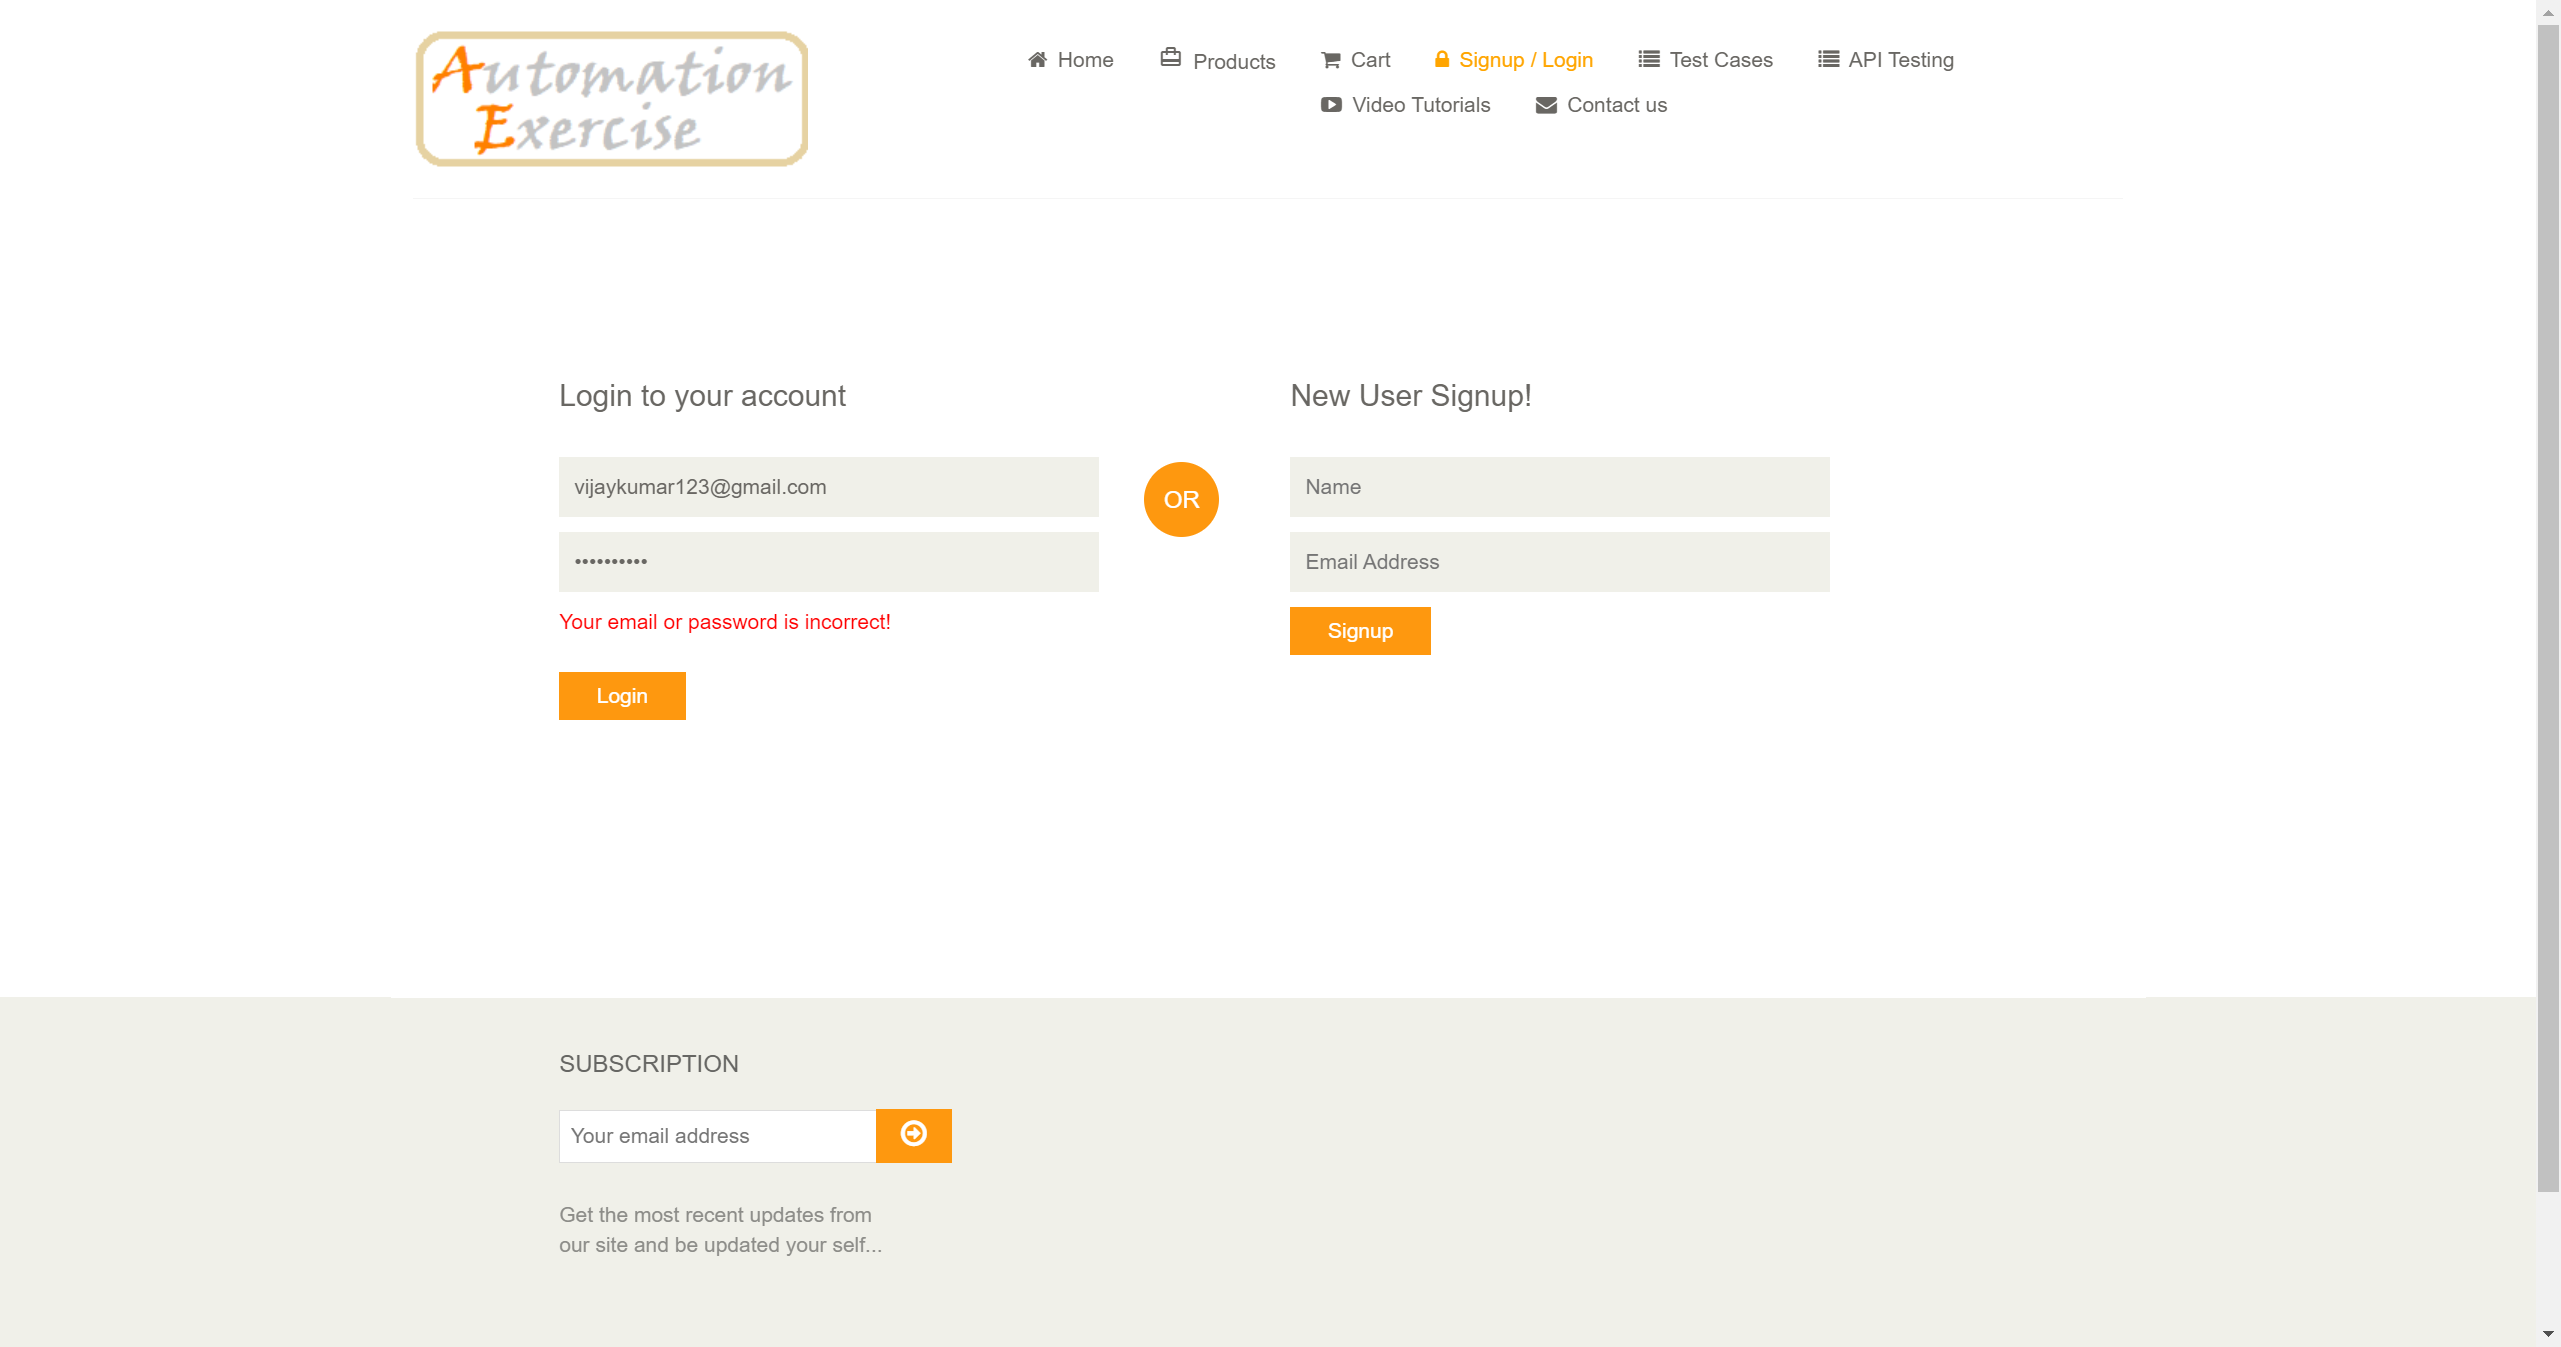 Automation
Exercise
Home
Products
Cart
Signup / Login
Test Cases
API Testing
Video Tutorials
Contact us
Login to your account
vijaykumar123@gmail.com
••••••••••
Your email or password is incorrect!
Login
OR
New User Signup!
Name
Email Address
Signup
SUBSCRIPTION
Your email address
Get the most recent updates from
our site and be updated your self...